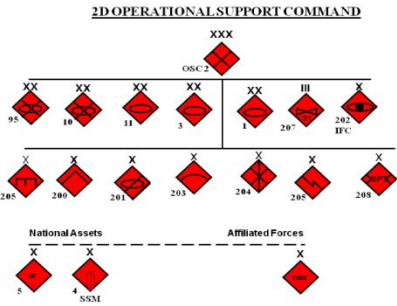 2D OPERATIONAL SUPPORT COMMAND
XXX
OSC 2
XX XX XX XX XX III X
95 10 11 3 1 207 202
IFC
X X X X X X X
205 200 201 203 204 205 208
National Assets Affiliated Forces
X X X
5 4
SSM